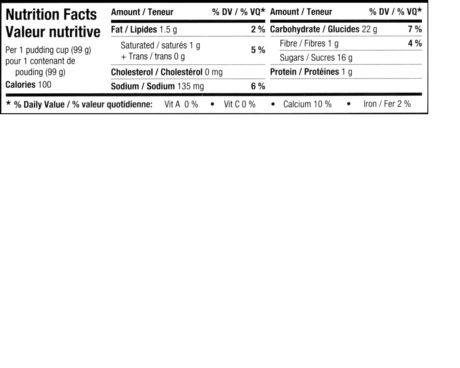 Nutrition Facts
Valeur nutritive
Per 1 pudding cup (99 g)
pour 1 contenant de
pouding (99 g)
Calories 100
Amount / Teneur % DV / % VQ*
Fat / Lipides 1.5 g 2 %
Saturated / saturés 1 g
+ Trans / trans 0 g 5 %
Cholesterol / Cholestérol 0 mg
Sodium / Sodium 135 mg 6 %
Amount / Teneur % DV / % VQ*
Carbohydrate / Glucides 22 g 7 %
Fibre / Fibres 1 g 4 %
Sugars / Sucres 16 g
Protein / Protéines 1 g
* % Daily Value / % valeur quotidienne: Vit A 0 % • Vit C 0 % • Calcium 10 % • Iron / Fer 2 %